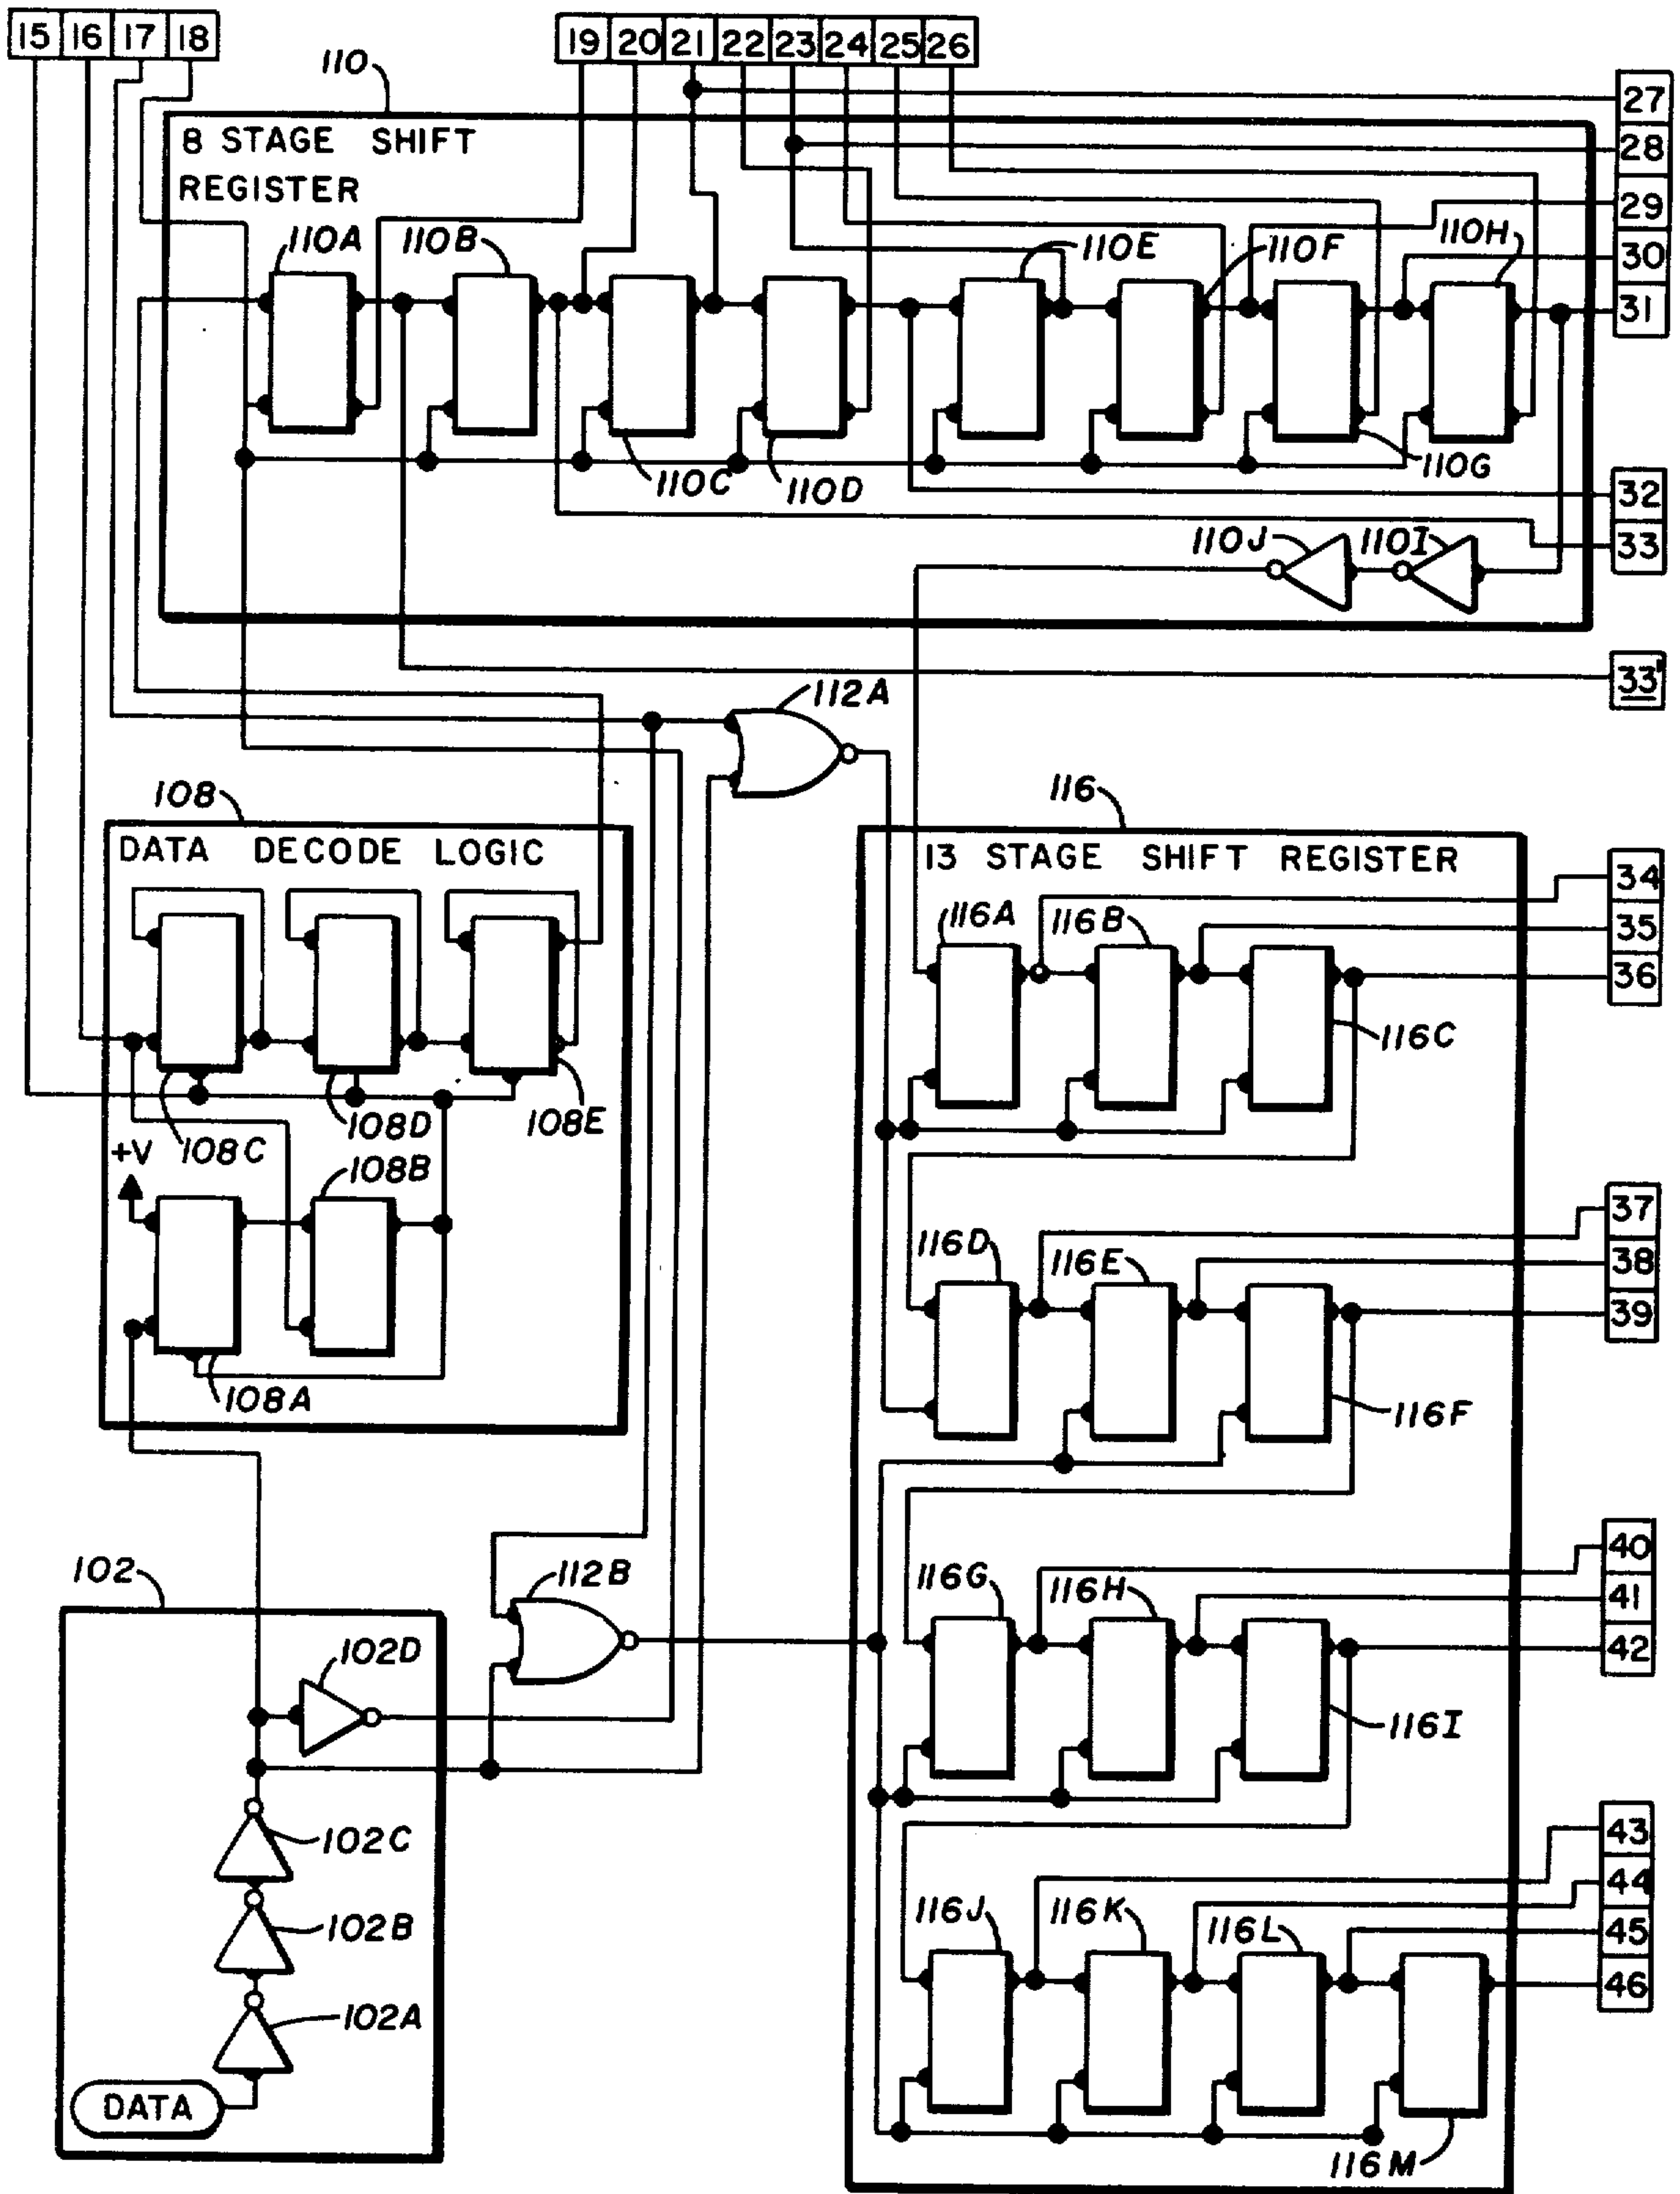 15 16 17 18
19 20 21 22 23 24 25 26
110
27
28
29
30
31
8 STAGE SHIFT
REGISTER
110A
110B
110E
110F
110H
110C
110D
110G
32
33
110J
110I
33'
112A
108
DATA DECODE LOGIC
116
13 STAGE SHIFT REGISTER
34
35
36
116A
116B
116C
108C
108D
108E
+V
108B
108A
37
38
39
116D
116E
116F
102
112B
102D
40
41
42
116G
116H
116I
102C
102B
102A
DATA
43
44
45
46
116J
116K
116L
116M